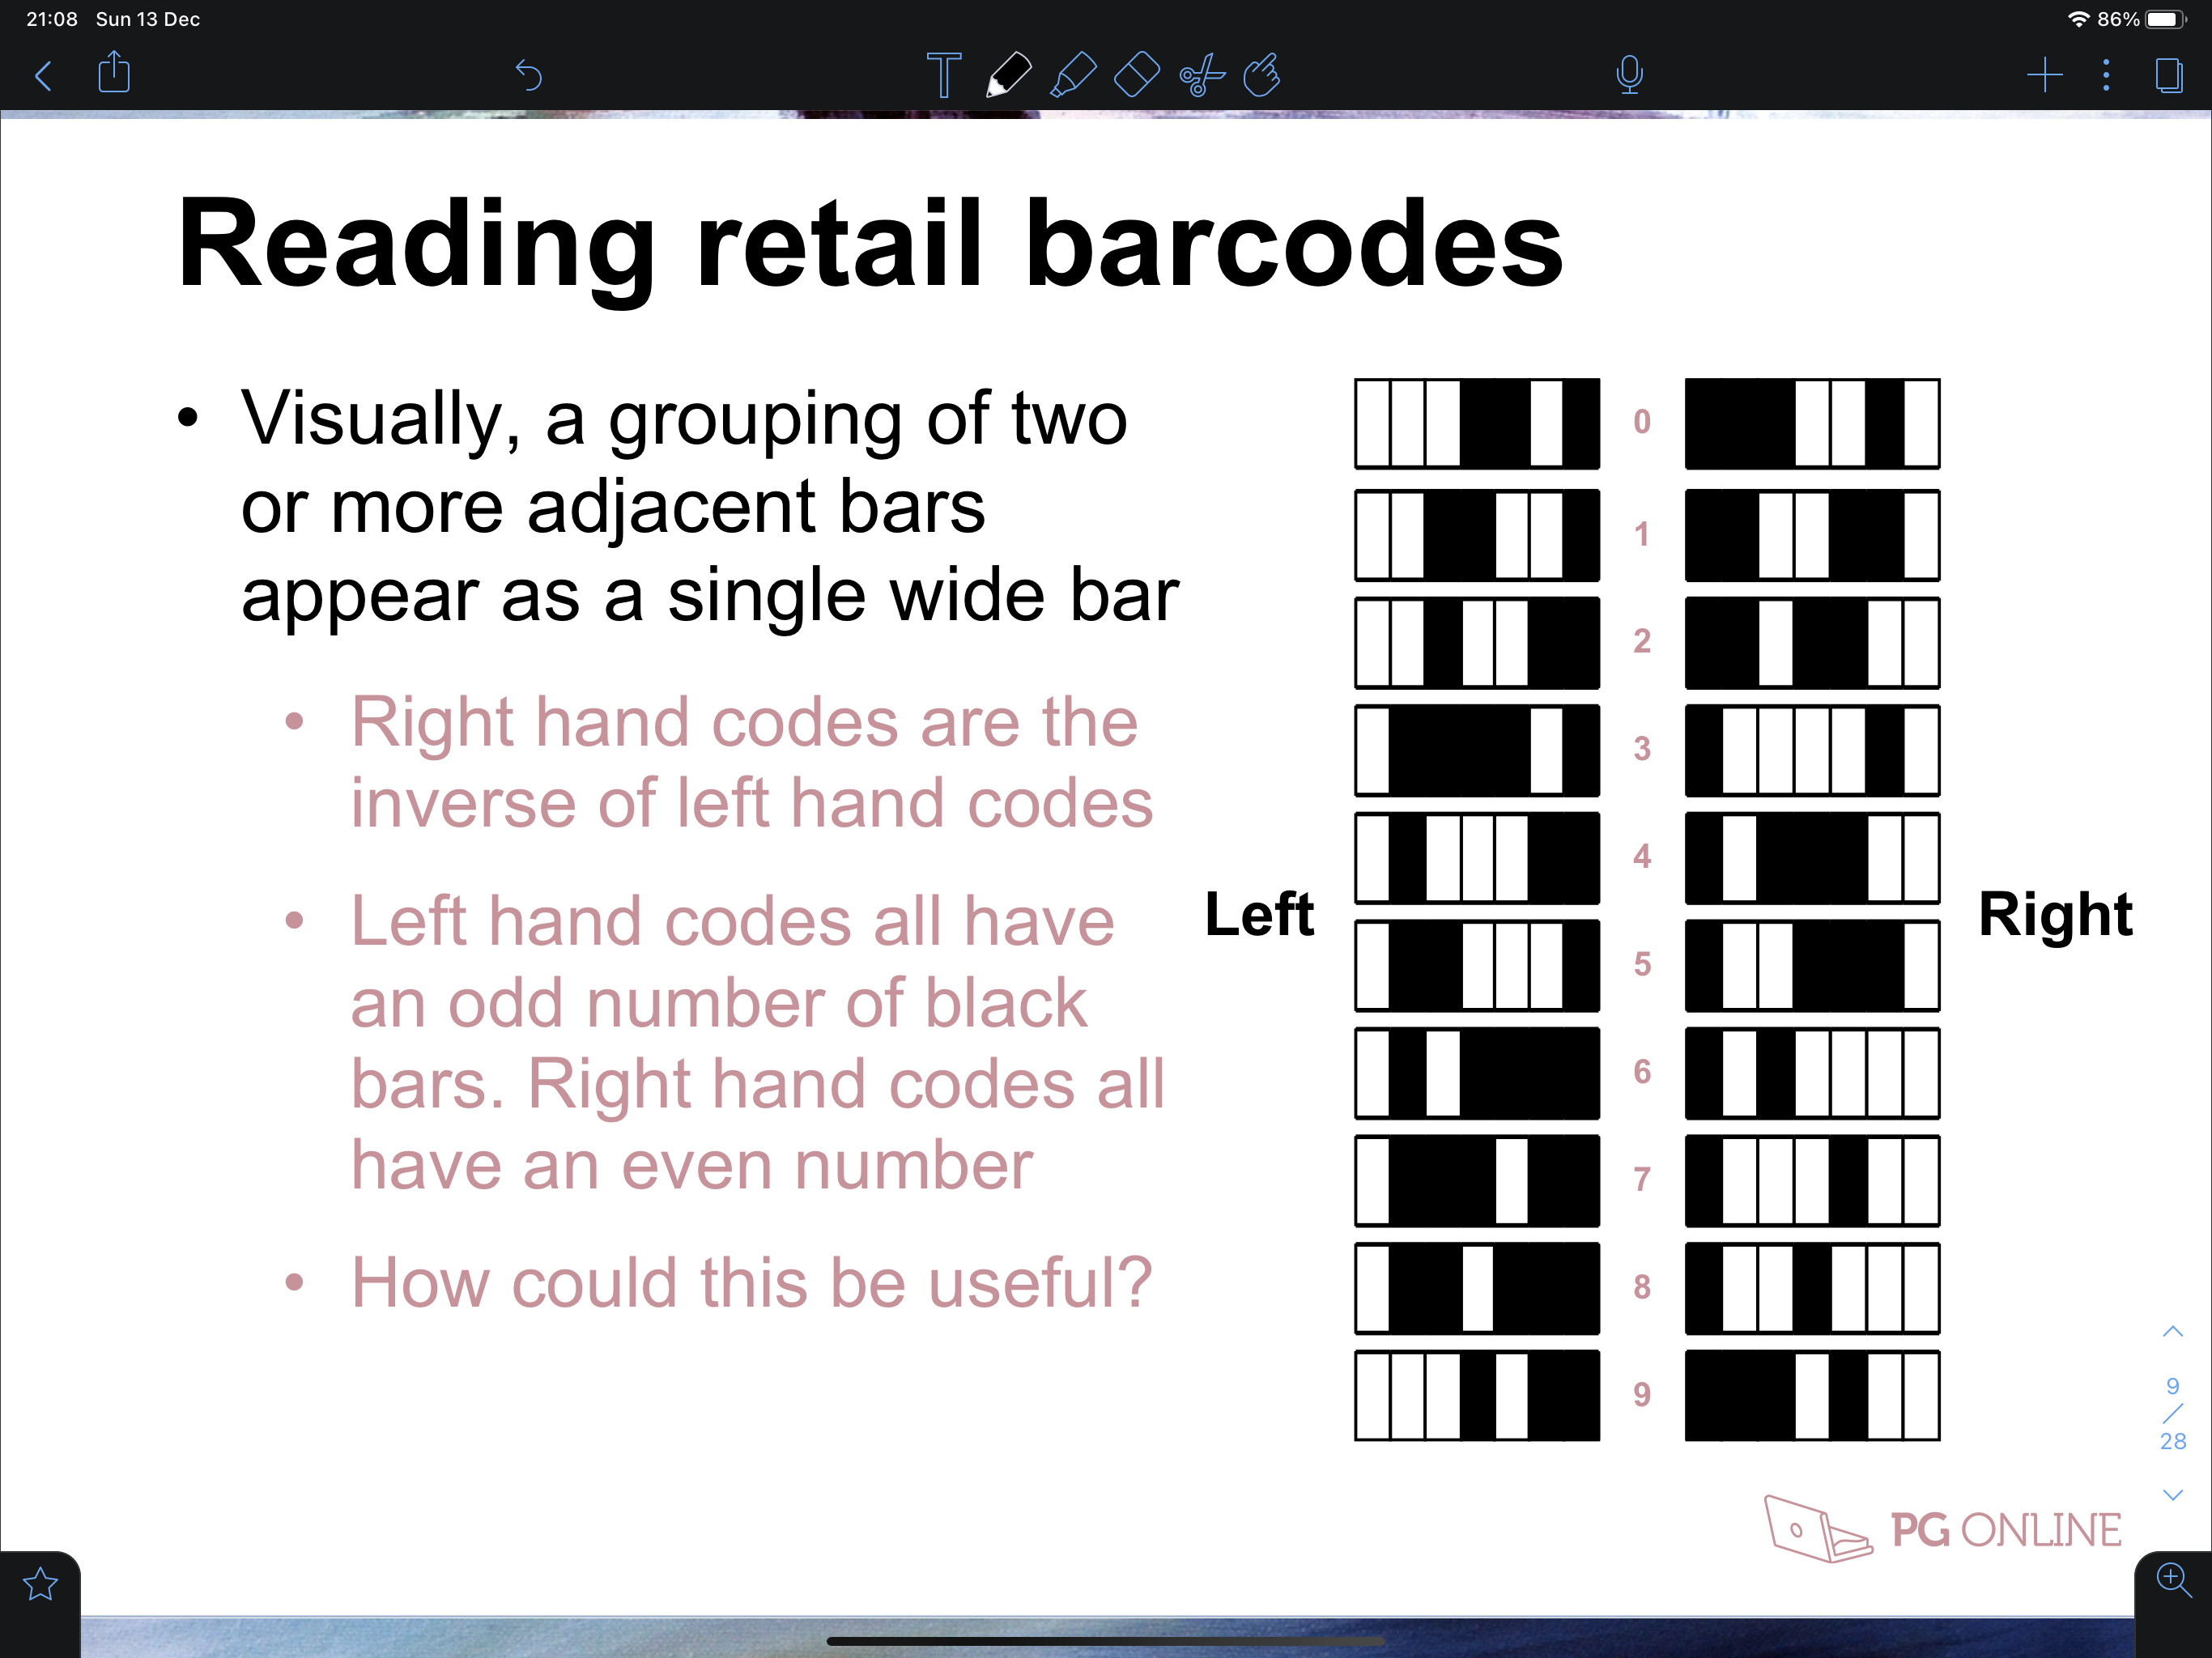 21:08 Sun 13 Dec
86%
Reading retail barcodes
• Visually, a grouping of two
or more adjacent bars
appear as a single wide bar
• Right hand codes are the
inverse of left hand codes
• Left hand codes all have
an odd number of black
bars. Right hand codes all
have an even number
• How could this be useful?
Left
0
1
2
3
4
5
6
7
8
9
Right
9
/
28
PG ONLINE